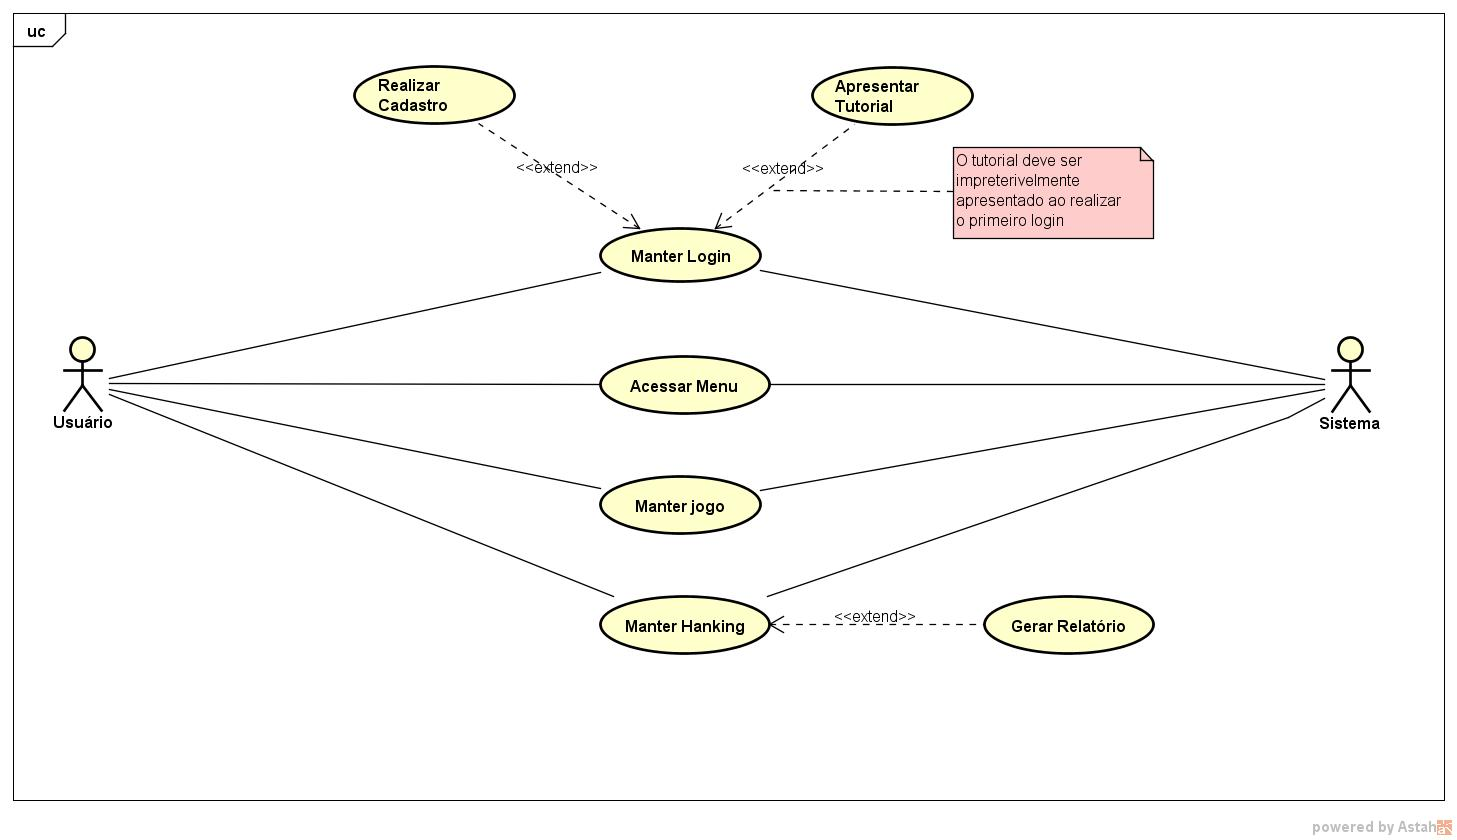 uc
Realizar
Cadastro
Apresentar
Tutorial
<<extend>>
<<extend>>
O tutorial deve ser
impreterivelmente
apresentado ao realizar
o primeiro login
Manter Login
Acessar Menu
Usuário
Sistema
Manter jogo
Manter Hanking
<<extend>>
Gerar Relatório
powered by Astah